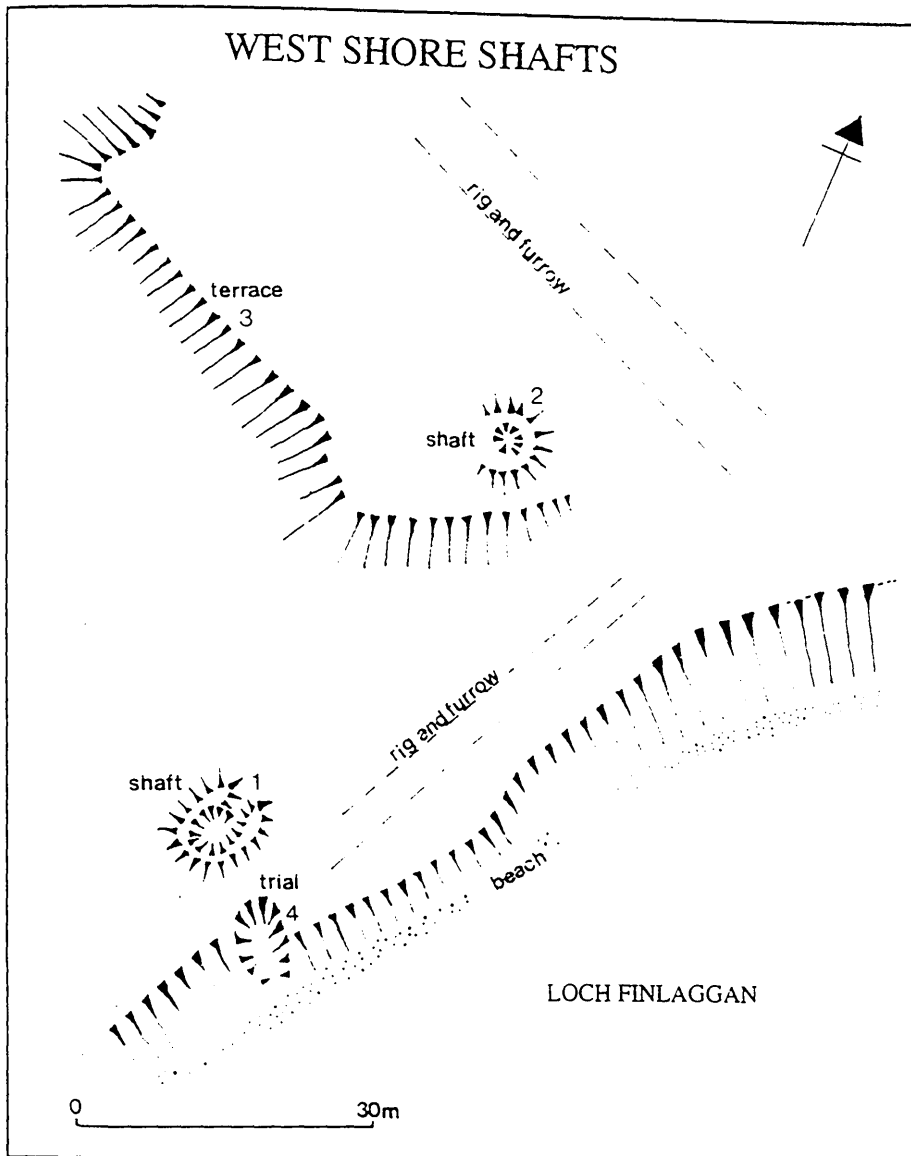 WEST SHORE SHAFTS
rig and furrow
terrace
3
2
shaft
rig and furrow
shaft
1
trial
4
beach
LOCH FINLAGGAN
0
30m